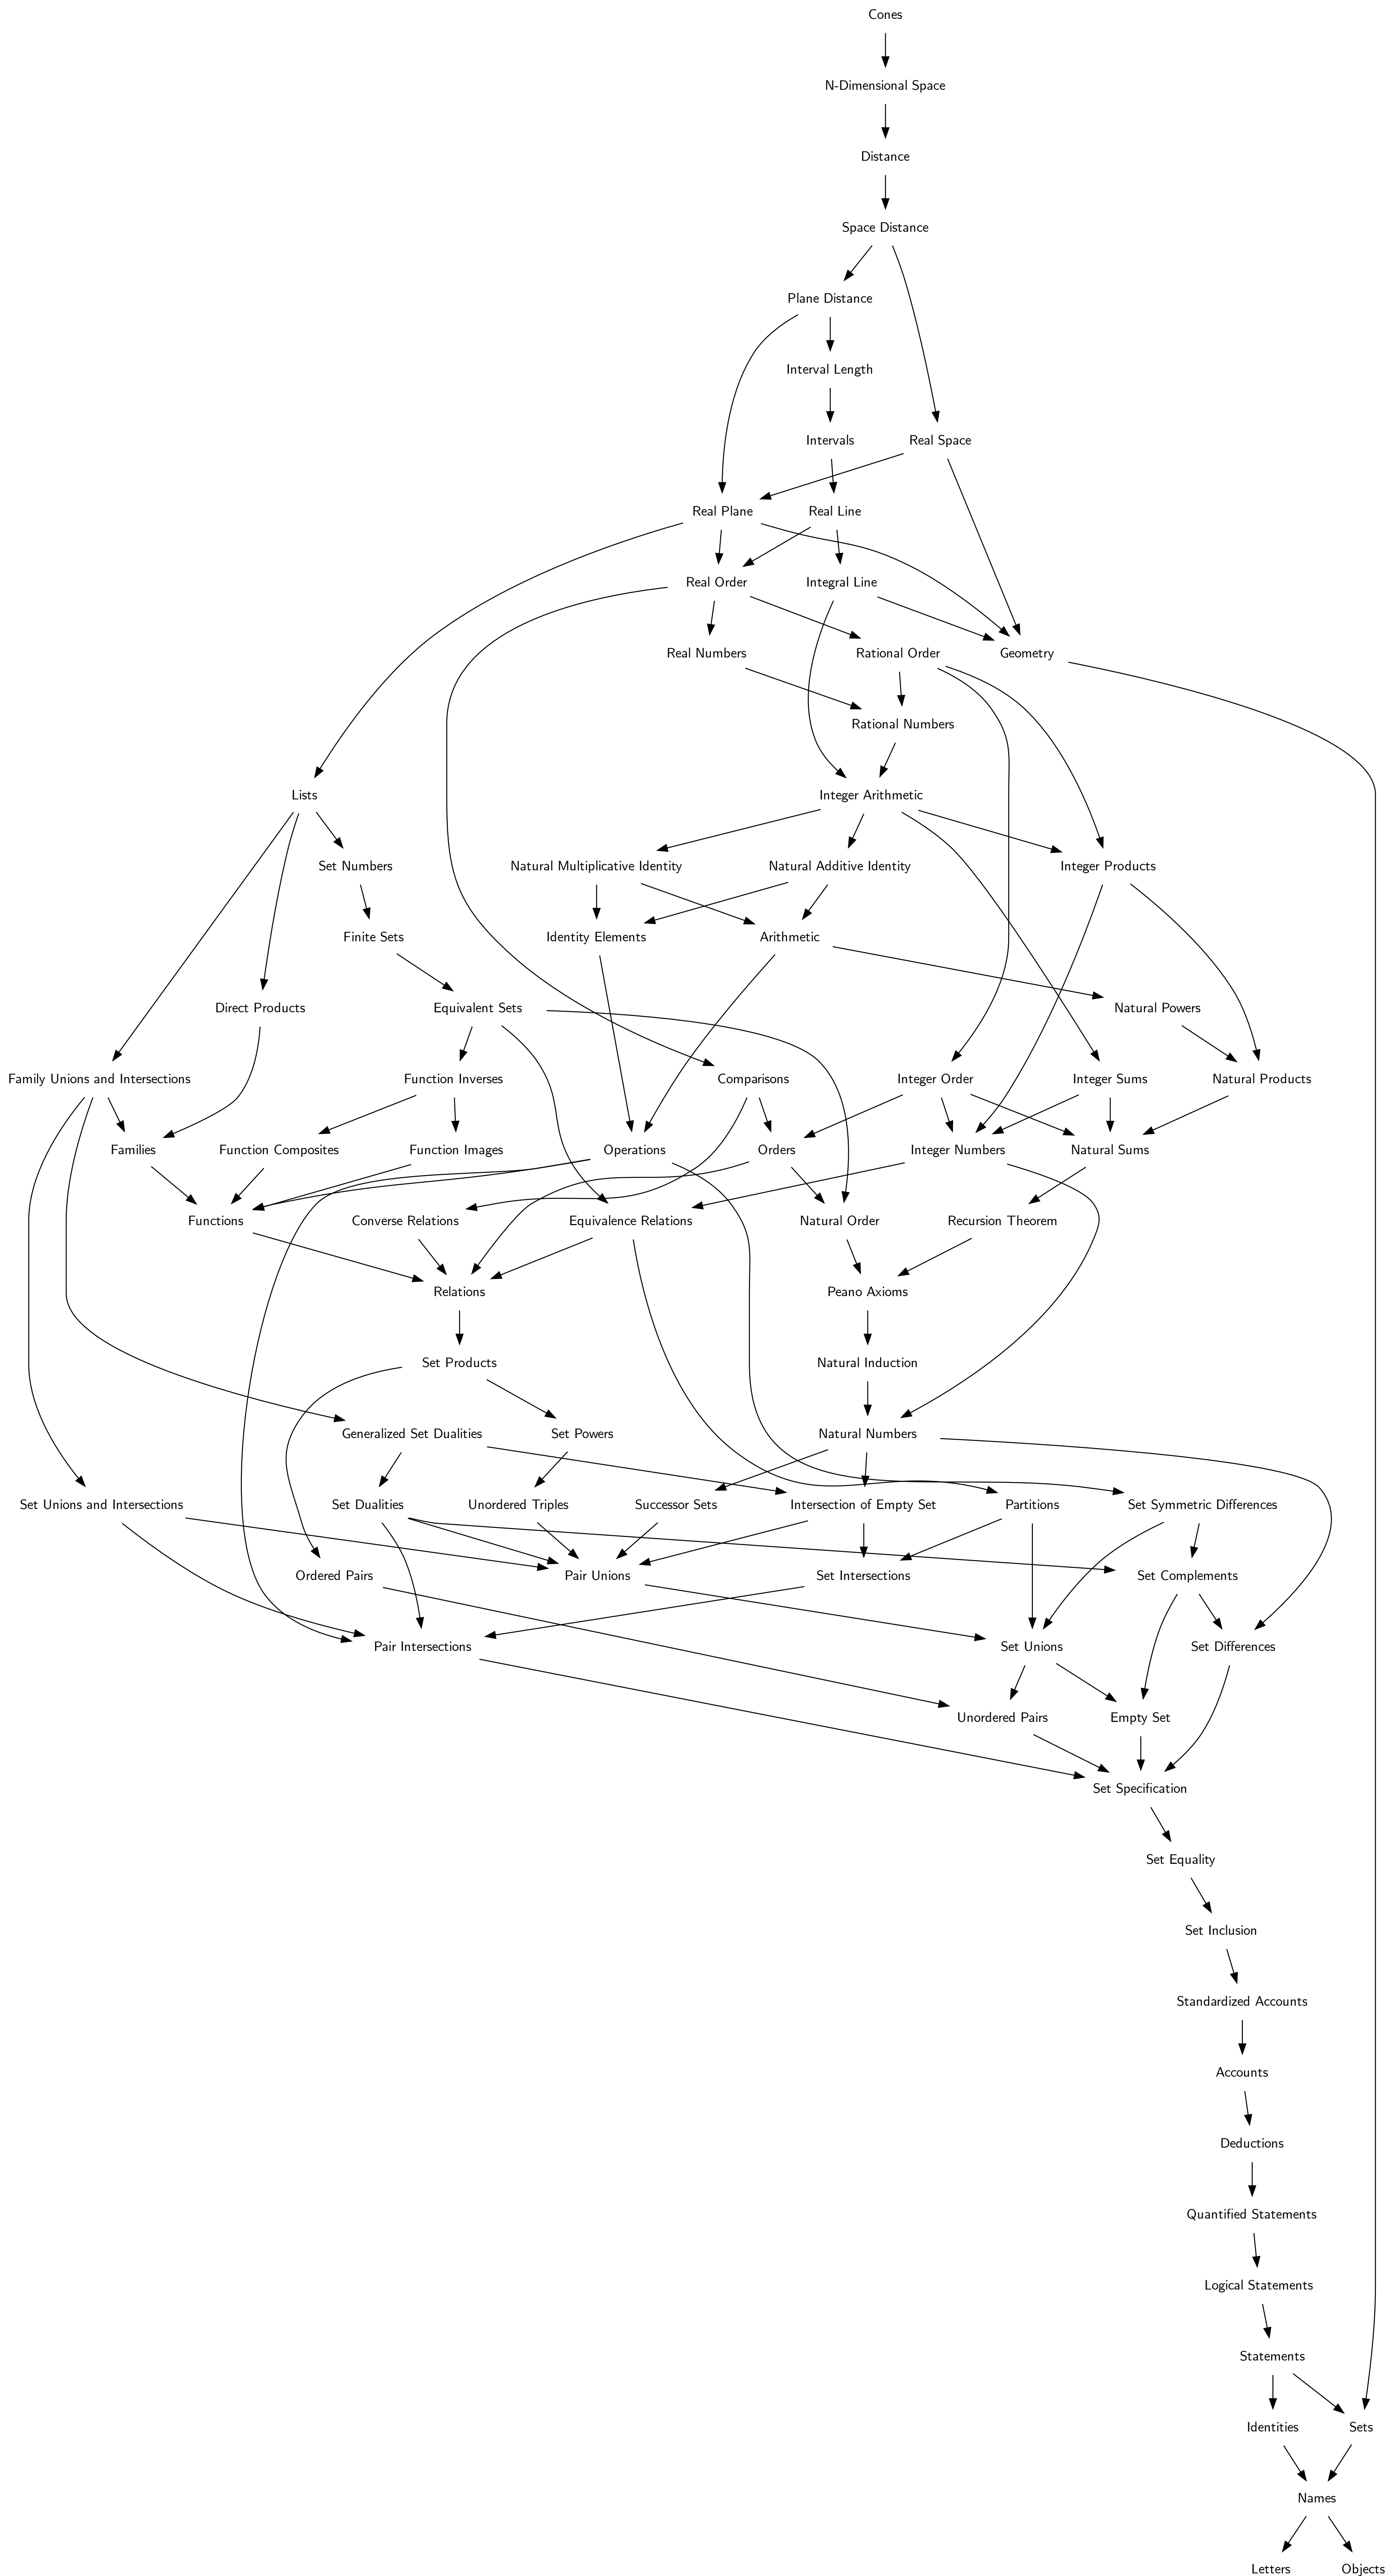 Cones
N-Dimensional Space
Distance
Space Distance
Plane Distance
Interval Length
Intervals
Real Space
Real Plane
Real Line
Real Order
Integral Line
Real Numbers
Rational Order
Geometry
Rational Numbers
Lists
Integer Arithmetic
Set Numbers
Natural Multiplicative Identity
Natural Additive Identity
Integer Products
Finite Sets
Identity Elements
Arithmetic
Direct Products
Equivalent Sets
Natural Powers
Family Unions and Intersections
Function Inverses
Comparisons
Integer Order
Integer Sums
Natural Products
Families
Function Composites
Function Images
Operations
Orders
Integer Numbers
Natural Sums
Functions
Converse Relations
Equivalence Relations
Natural Order
Recursion Theorem
Relations
Peano Axioms
Set Products
Natural Induction
Generalized Set Dualities
Set Powers
Natural Numbers
Set Unions and Intersections
Set Dualities
Unordered Triples
Successor Sets
Intersection of Empty Set
Partitions
Set Symmetric Differences
Ordered Pairs
Pair Unions
Set Intersections
Set Complements
Pair Intersections
Set Unions
Set Differences
Unordered Pairs
Empty Set
Set Specification
Set Equality
Set Inclusion
Standardized Accounts
Accounts
Deductions
Quantified Statements
Logical Statements
Statements
Identities
Sets
Names
Letters
Objects